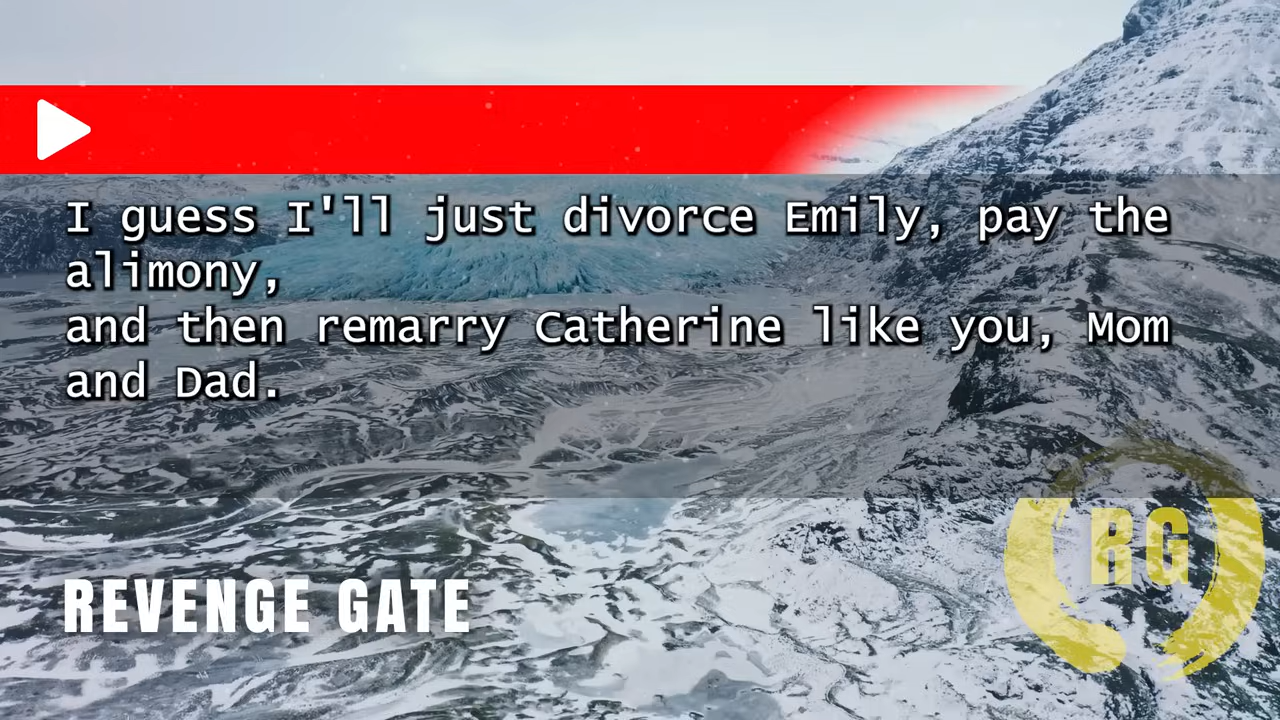 I guess I'll just divorce Emily, pay the
alimony,
and then remarry Catherine like you, Mom
and Dad.
RG
REVENGE GATE